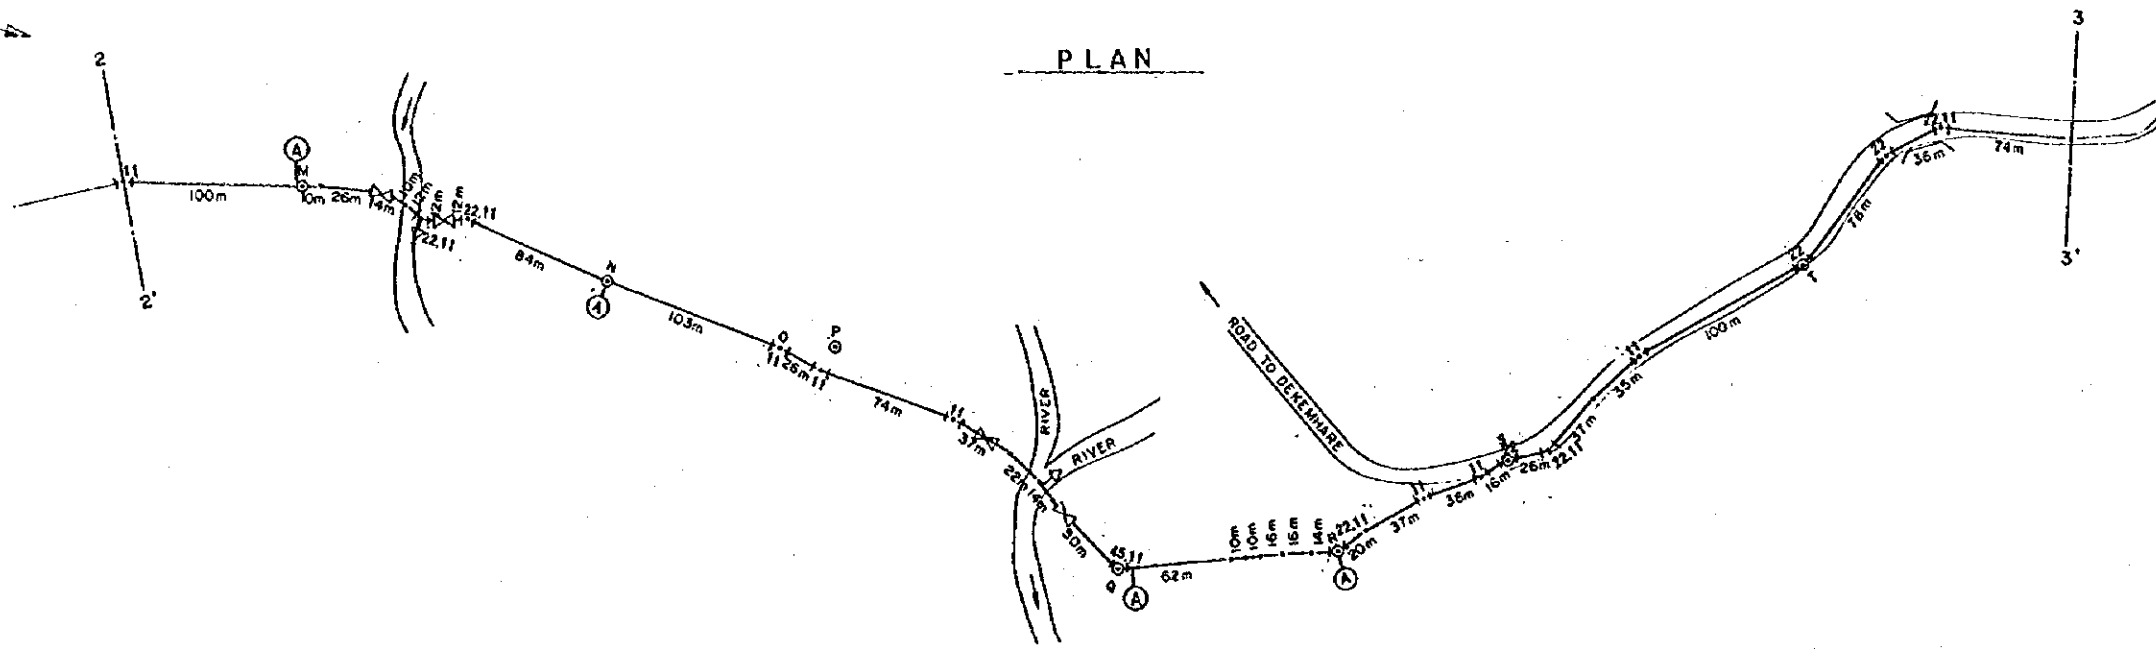 PLAN
2
2'
11
100m
A
M
10m
26m
14m
12m
12m
22.11
22.11
84m
N
A
103m
O
11
26m
11
P
74m
11
37m
22m
14m
RIVER
RIVER
30m
45.11
Q
A
62m
10m
10m
16m
16m
14m
R
22.11
A
20m
37m
11
ROAD TO DEKEMHARE
36m
11
16m
26m
22.11
37m
35m
11
100m
22
T
78m
22
36m
22.11
74m
3
3'